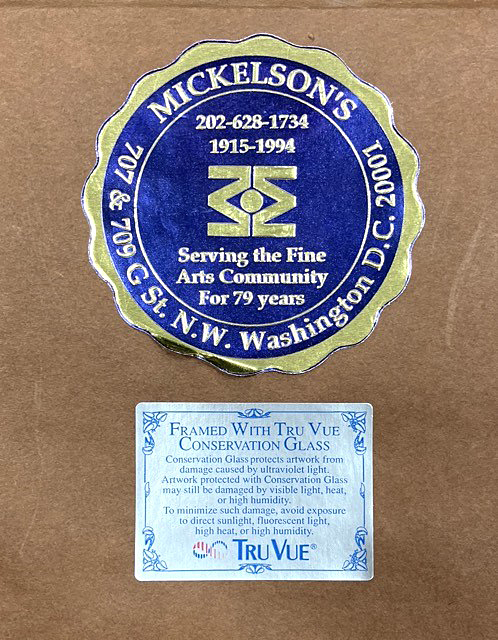 MICKELSON'S
202-628-1734
1915-1994
Serving the Fine
Arts Community
For 79 years
707 & 709 G St. N.W. Washington D.C. 20001
FRAMED WITH TRU VUE
CONSERVATION GLASS
Conservation Glass protects artwork from
damage caused by ultraviolet light.
Artwork protected with Conservation Glass
may still be damaged by visible light, heat,
or high humidity.
To minimize such damage, avoid exposure
to direct sunlight, fluorescent light,
high heat, or high humidity.
TRU VUE®